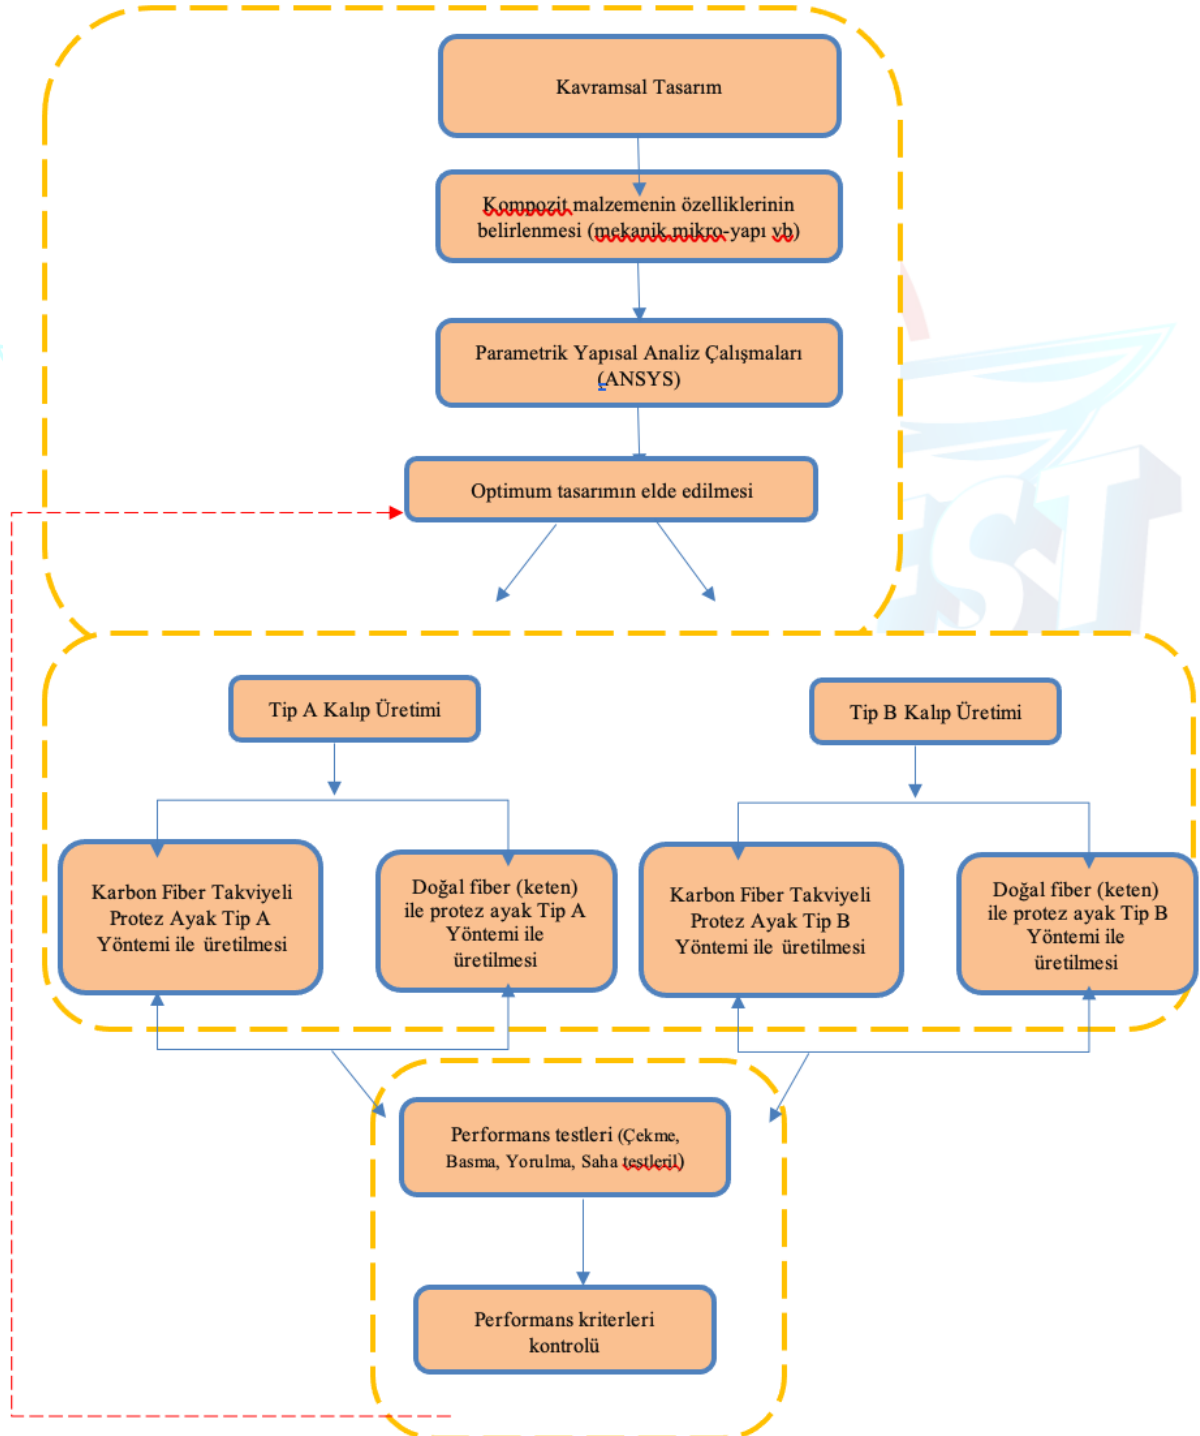 Kavramsal Tasarım
Kompozit malzemenin özelliklerinin
belirlenmesi (mekanik,mikro-yapı vb)
Parametrik Yapısal Analiz Çalışmaları
(ANSYS)
Optimum tasarımın elde edilmesi
EST
Tip A Kalıp Üretimi
Tip B Kalıp Üretimi
Karbon Fiber Takviyeli
Protez Ayak Tip A
Yöntemi ile üretilmesi
Doğal fiber (keten)
ile protez ayak Tip A
Yöntemi ile
üretilmesi
Karbon Fiber Takviyeli
Protez Ayak Tip B
Yöntemi ile üretilmesi
Doğal fiber (keten)
ile protez ayak Tip B
Yöntemi ile
üretilmesi
Performans testleri (Çekme,
Basma, Yorulma, Saha testleril)
Performans kriterleri
kontrolü